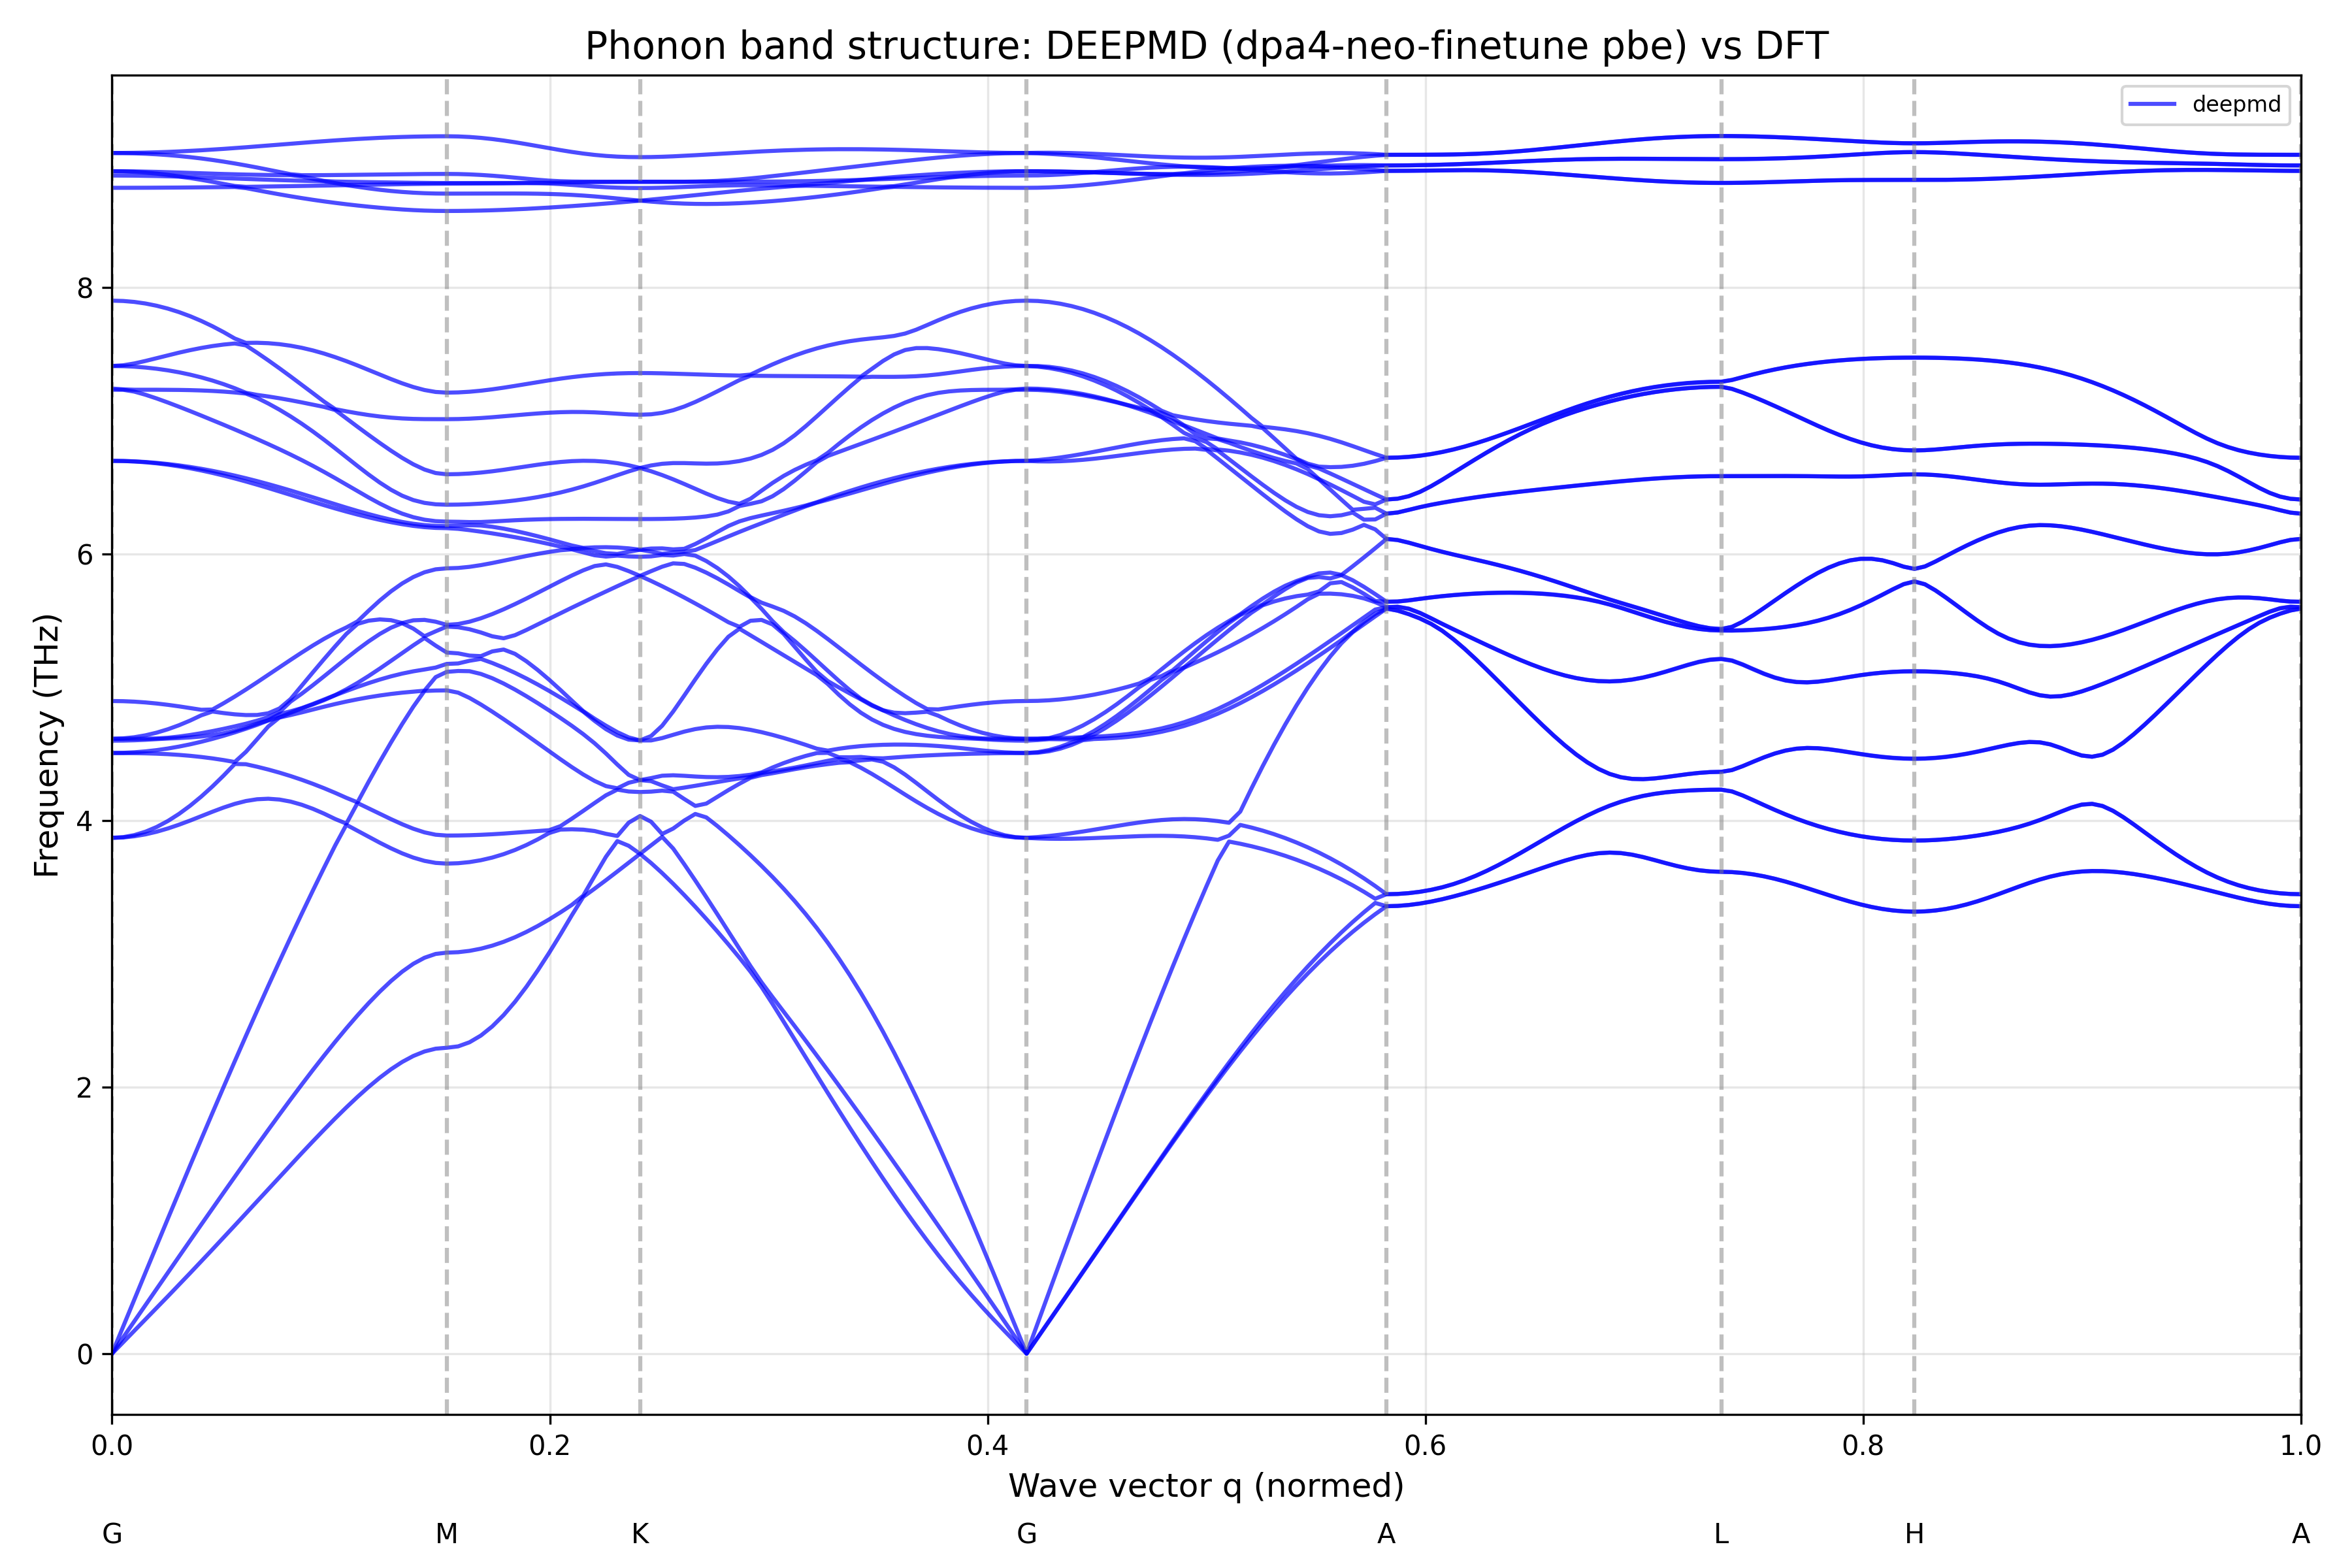 Phonon band structure: DEEPMD (dpa4-neo-finetune pbe) vs DFT
deepmd
Frequency (THz)
8
6
4
2
0
0.0 0.2 0.4 0.6 0.8 1.0
Wave vector q (normed)
G M K G A L H A